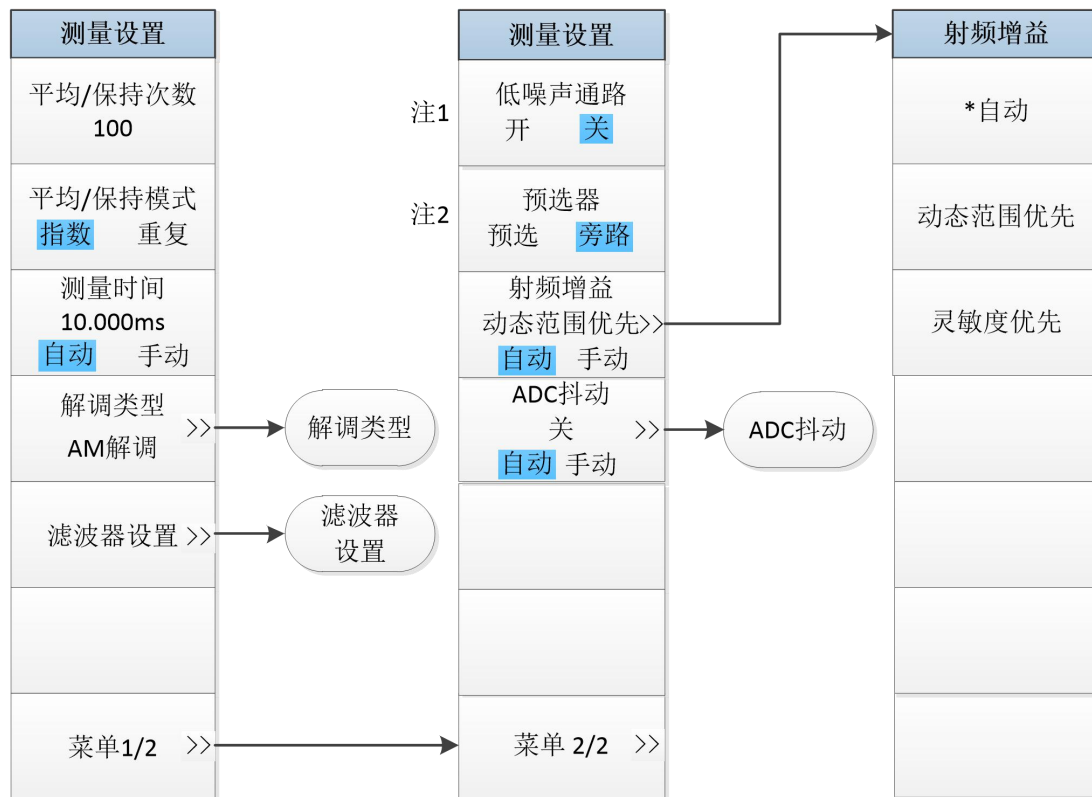 测量设置
平均/保持次数
100
平均/保持模式
指数 重复
测量时间
10.000ms
自动 手动
解调类型
AM解调 >>
解调类型
滤波器设置 >>
滤波器
设置
菜单1/2 >>
测量设置
注1
低噪声通路
开 关
注2
预选器
预选 旁路
射频增益
动态范围优先>>
自动 手动
ADC抖动
关 >>
自动 手动
ADC抖动
菜单 2/2 >>
射频增益
*自动
动态范围优先
灵敏度优先